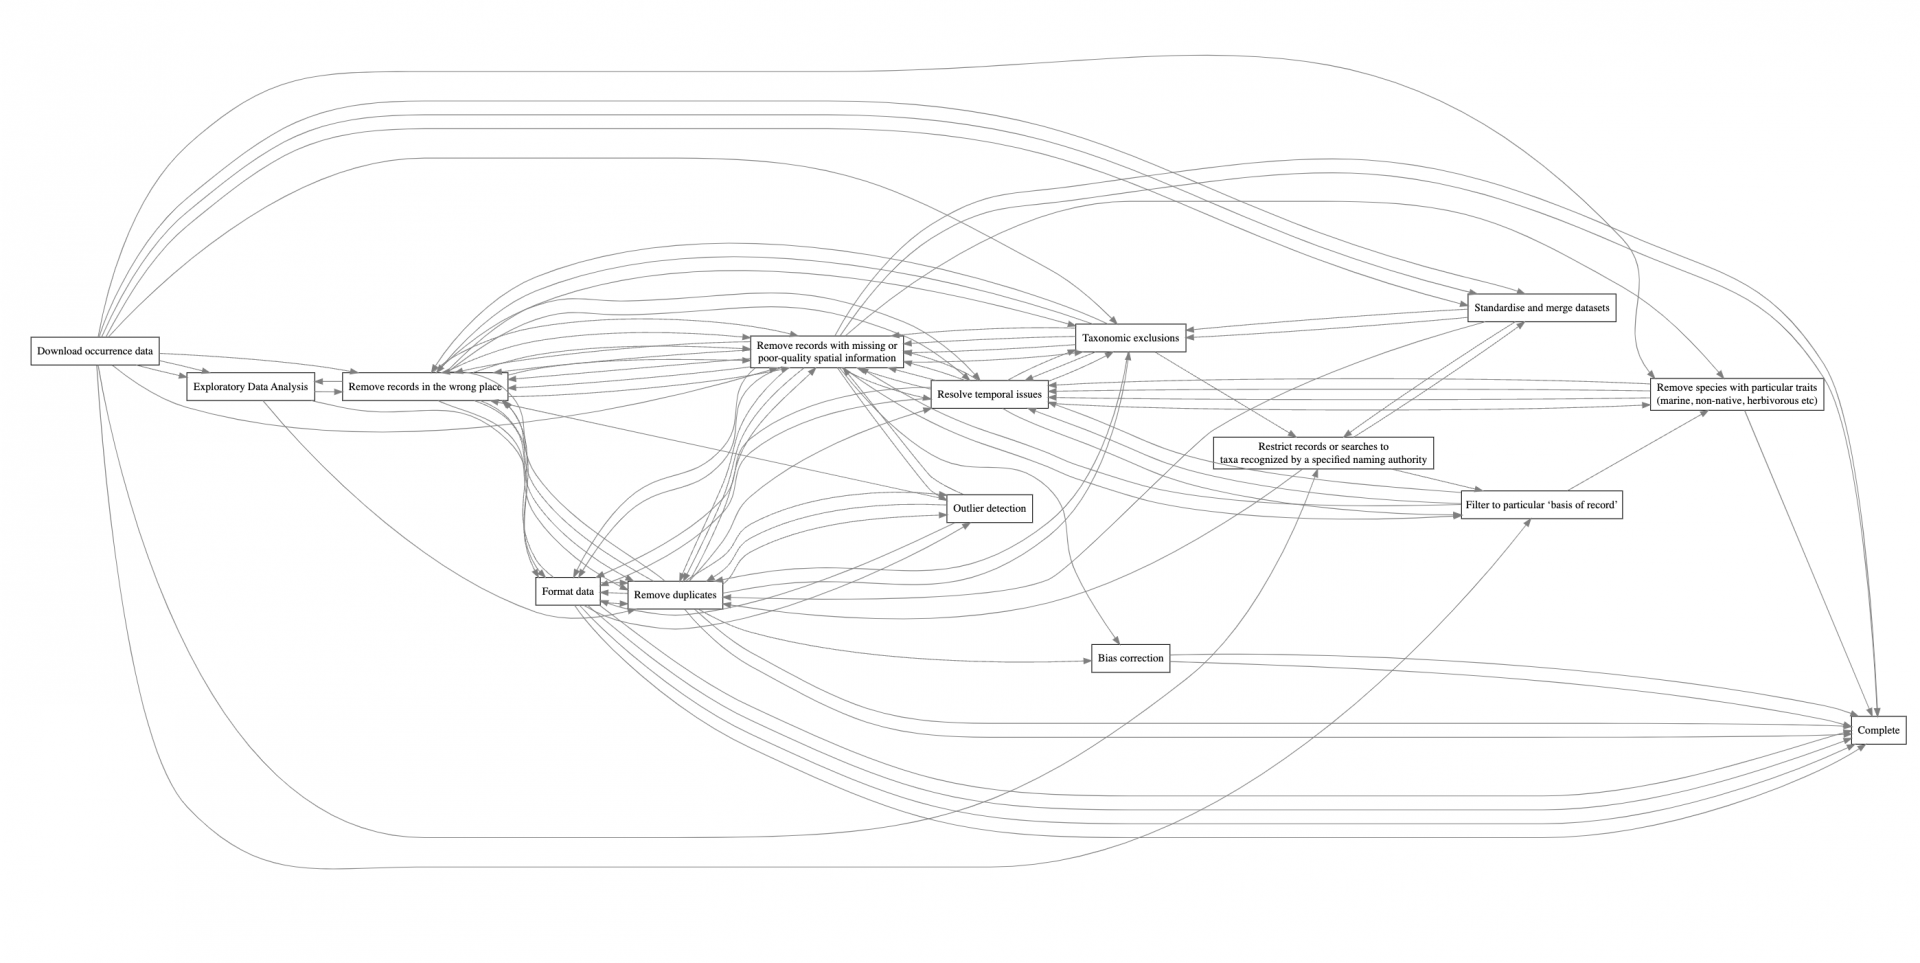 Download occurrence data
Exploratory Data Analysis
Remove records in the wrong place
Remove records with missing or
poor-quality spatial information
Taxonomic exclusions
Standardise and merge datasets
Resolve temporal issues
Remove species with particular traits
(marine, non-native, herbivorous etc)
Restrict records or searches to
taxa recognized by a specified naming authority
Filter to particular ‘basis of record’
Outlier detection
Format data
Remove duplicates
Bias correction
Complete